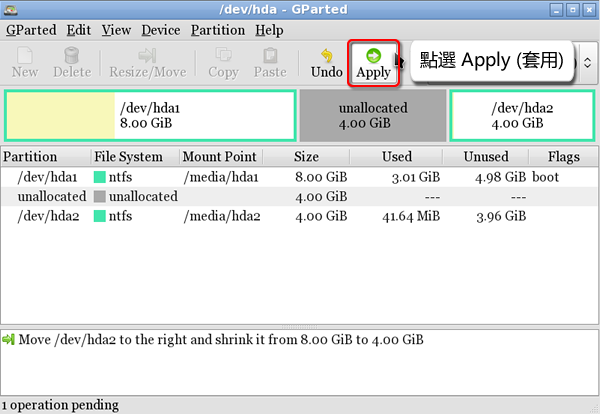 /dev/hda - GParted
GParted Edit View Device Partition Help
New Delete Resize/Move Copy Paste Undo Apply
點選 Apply (套用)
)
/dev/hda1
8.00 GiB
unallocated
4.00 GiB
/dev/hda2
4.00 GiB
Partition File System Mount Point Size Used Unused Flags
/dev/hda1 ntfs /media/hda1 8.00 GiB 3.01 GiB 4.98 GiB boot
unallocated unallocated 4.00 GiB --- ---
/dev/hda2 ntfs /media/hda2 4.00 GiB 41.64 MiB 3.96 GiB
Move /dev/hda2 to the right and shrink it from 8.00 GiB to 4.00 GiB
1 operation pending